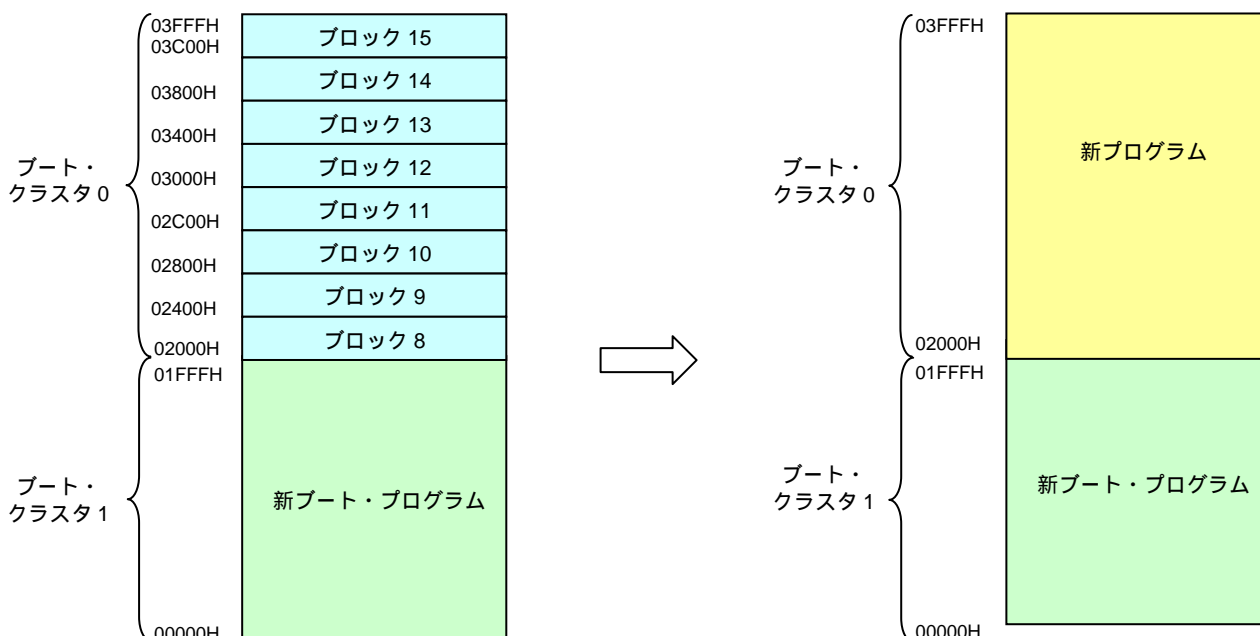 03FFFH
03C00H
ブロック 15
ブロック 14
03800H
ブロック 13
03400H
ブロック 12
03000H
ブロック 11
02C00H
ブロック 10
02800H
ブロック 9
02400H
ブロック 8
02000H
01FFFH
ブート・
クラスタ 0
ブート・
クラスタ 1
新ブート・プログラム
00000H
03FFFH
新プログラム
ブート・
クラスタ 0
02000H
01FFFH
ブート・
クラスタ 1
新ブート・プログラム
00000H